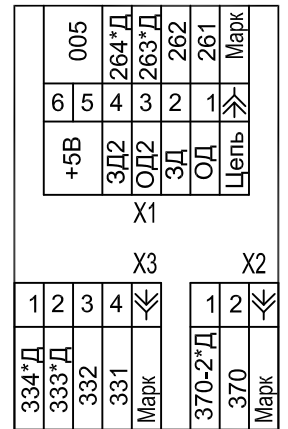 005 264*Д 263*Д 262 261 Марк
6 5 4 3 2 1
+5В ЗД2 ОД2 ЗД ОД Цепь
X1
X3 X2
1 2 3 4 1 2
334*Д 333*Д 332 331 Марк 370-2*Д 370 Марк